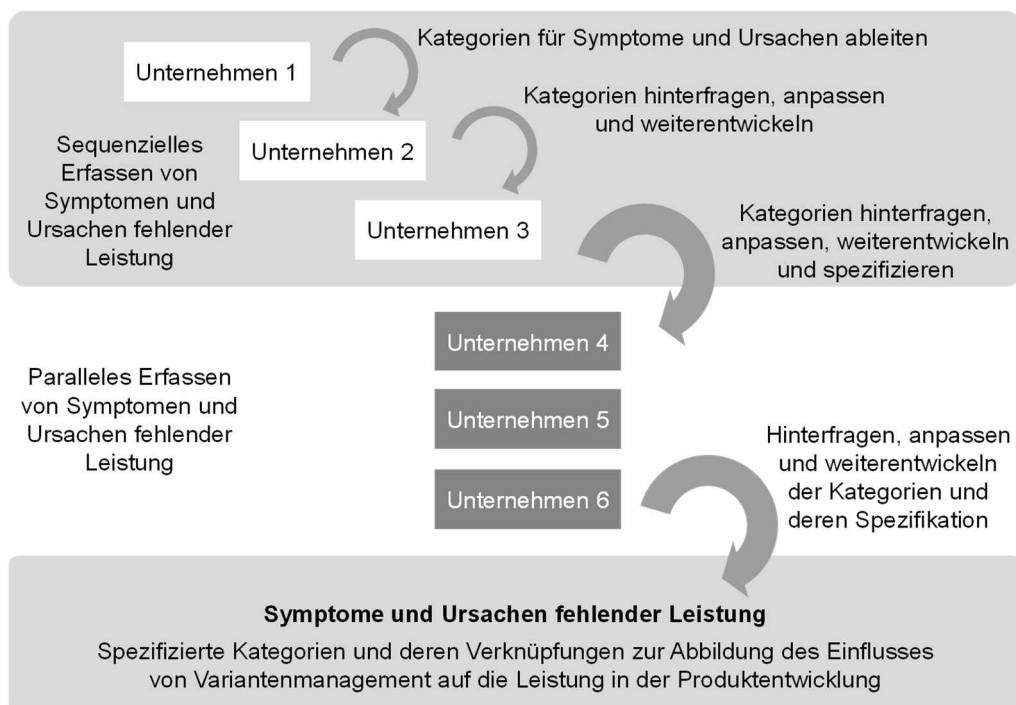 Kategorien für Symptome und Ursachen ableiten
Unternehmen 1
Kategorien hinterfragen, anpassen
und weiterentwickeln
Unternehmen 2
Sequenzielles
Erfassen von
Symptomen und
Ursachen fehlender
Leistung
Unternehmen 3
Kategorien hinterfragen,
anpassen, weiterentwickeln
und spezifizieren
Unternehmen 4
Paralleles Erfassen
von Symptomen und
Ursachen fehlender
Leistung
Unternehmen 5
Unternehmen 6
Hinterfragen, anpassen
und weiterentwickeln
der Kategorien und
deren Spezifikation
Symptome und Ursachen fehlender Leistung
Spezifizierte Kategorien und deren Verknüpfungen zur Abbildung des Einflusses
von Variantenmanagement auf die Leistung in der Produktentwicklung